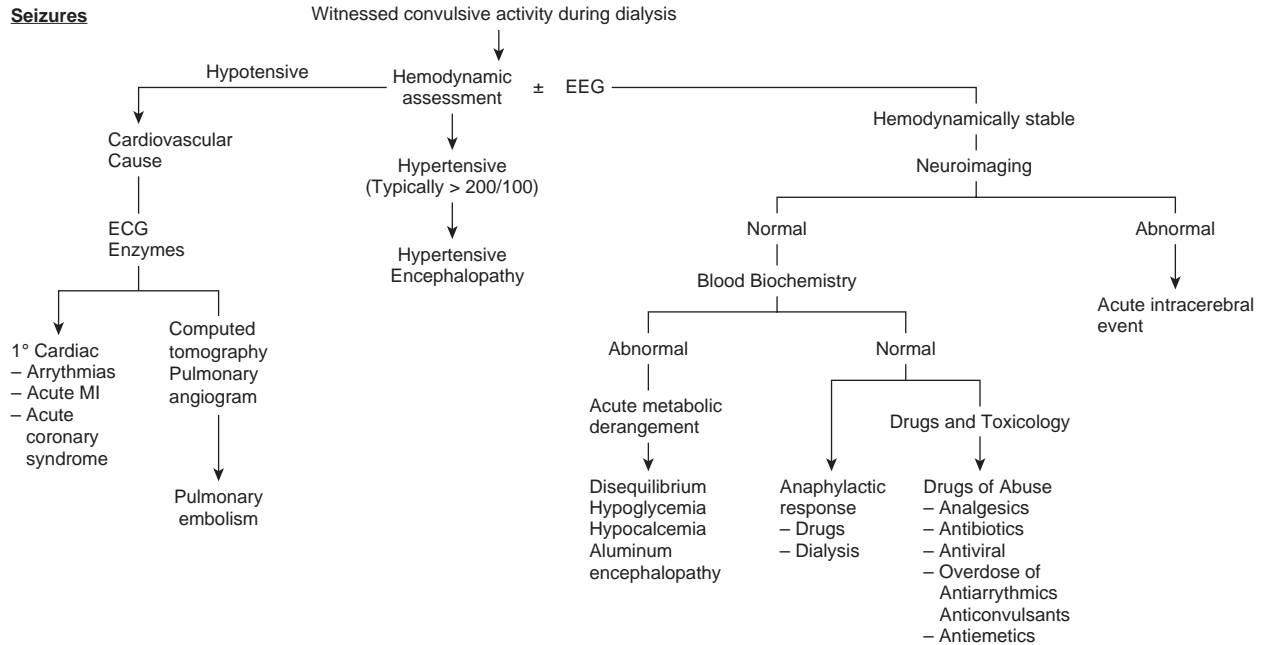 Seizures
Witnessed convulsive activity during dialysis
Hypotensive
Hemodynamic
assessment
± EEG
Hemodynamically stable
Cardiovascular
Cause
Hypertensive
(Typically > 200/100)
Neuroimaging
ECG
Enzymes
Hypertensive
Encephalopathy
Normal
Abnormal
Blood Biochemistry
Acute intracerebral
event
1° Cardiac
– Arrythmias
– Acute MI
– Acute
coronary
syndrome
Computed
tomography
Pulmonary
angiogram
Pulmonary
embolism
Abnormal
Normal
Acute metabolic
derangement
Drugs and Toxicology
Disequilibrium
Hypoglycemia
Hypocalcemia
Aluminum
encephalopathy
Anaphylactic
response
– Drugs
– Dialysis
Drugs of Abuse
– Analgesics
– Antibiotics
– Antiviral
– Overdose of
Antiarrythmics
Anticonvulsants
– Antiemetics